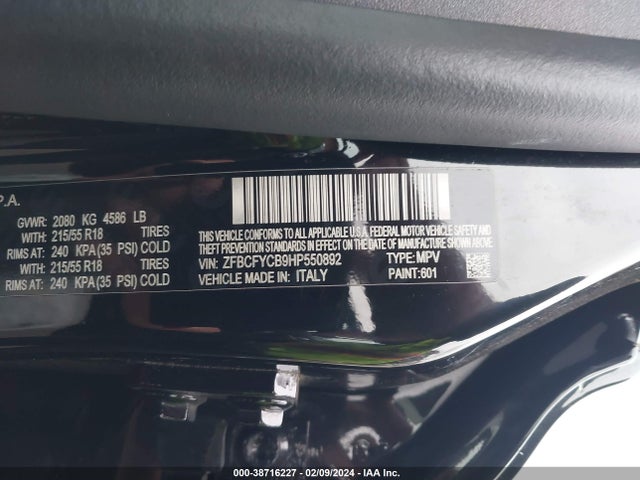 P.A.
GVWR: 2080 KG 4586 LB
WITH: 215/55 R18 TIRES
RIMS AT: 240 KPA(35 PSI) COLD
WITH: 215/55 R18 TIRES
RIMS AT: 240 KPA(35 PSI) COLD
THIS VEHICLE CONFORMS TO ALL APPLICABLE U.S.A. FEDERAL MOTOR VEHICLE SAFETY
AND THEFT PREVENTION STANDARDS IN EFFECT ON THE DATE OF MANUFACTURE SHOWN ABOVE.
VIN: ZFBCFYCB9HP550892 TYPE: MPV
VEHICLE MADE IN: ITALY PAINT: 601
000-38716227 - 02/09/2024 - IAA Inc.